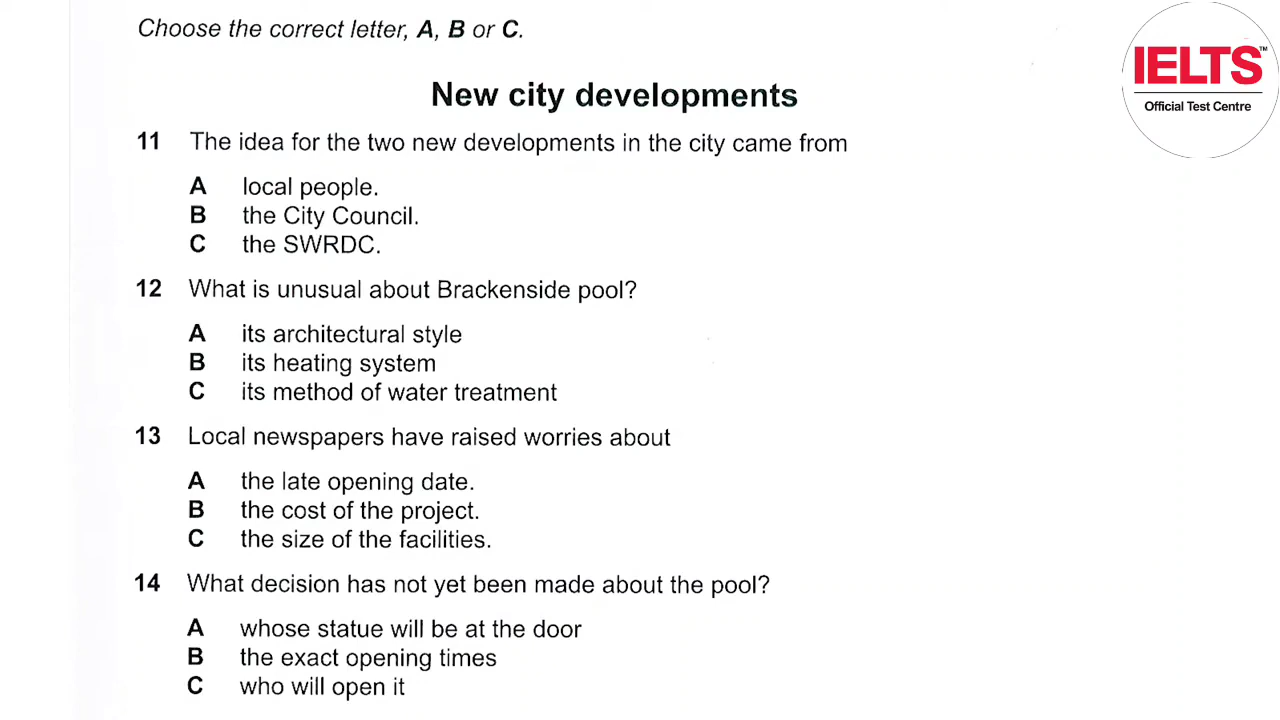 Choose the correct letter, A, B or C.
IELTS™
Official Test Centre
New city developments
11 The idea for the two new developments in the city came from
A local people.
B the City Council.
C the SWRDC.
12 What is unusual about Brackenside pool?
A its architectural style
B its heating system
C its method of water treatment
13 Local newspapers have raised worries about
A the late opening date.
B the cost of the project.
C the size of the facilities.
14 What decision has not yet been made about the pool?
A whose statue will be at the door
B the exact opening times
C who will open it